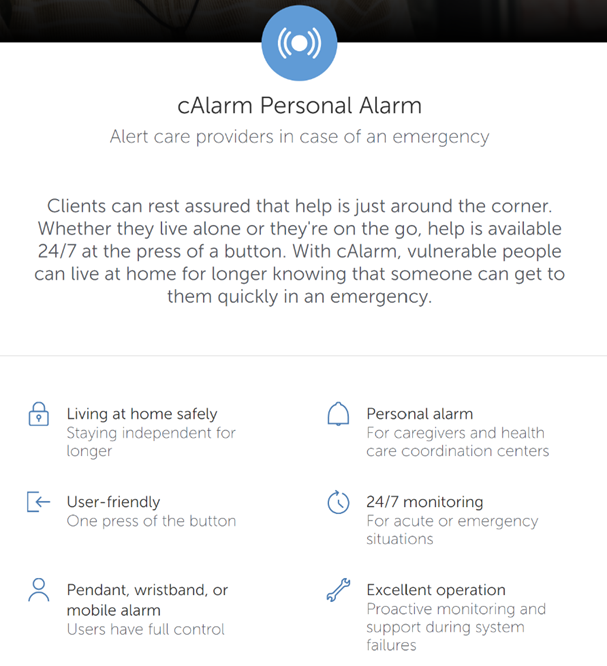 cAlarm Personal Alarm
Alert care providers in case of an emergency
Clients can rest assured that help is just around the corner.
Whether they live alone or they're on the go, help is available
24/7 at the press of a button. With cAlarm, vulnerable people
can live at home for longer knowing that someone can get to
them quickly in an emergency.
Living at home safely
Staying independent for
longer
Personal alarm
For caregivers and health
care coordination centers
User-friendly
One press of the button
24/7 monitoring
For acute or emergency
situations
Pendant, wristband, or
mobile alarm
Users have full control
Excellent operation
Proactive monitoring and
support during system
failures